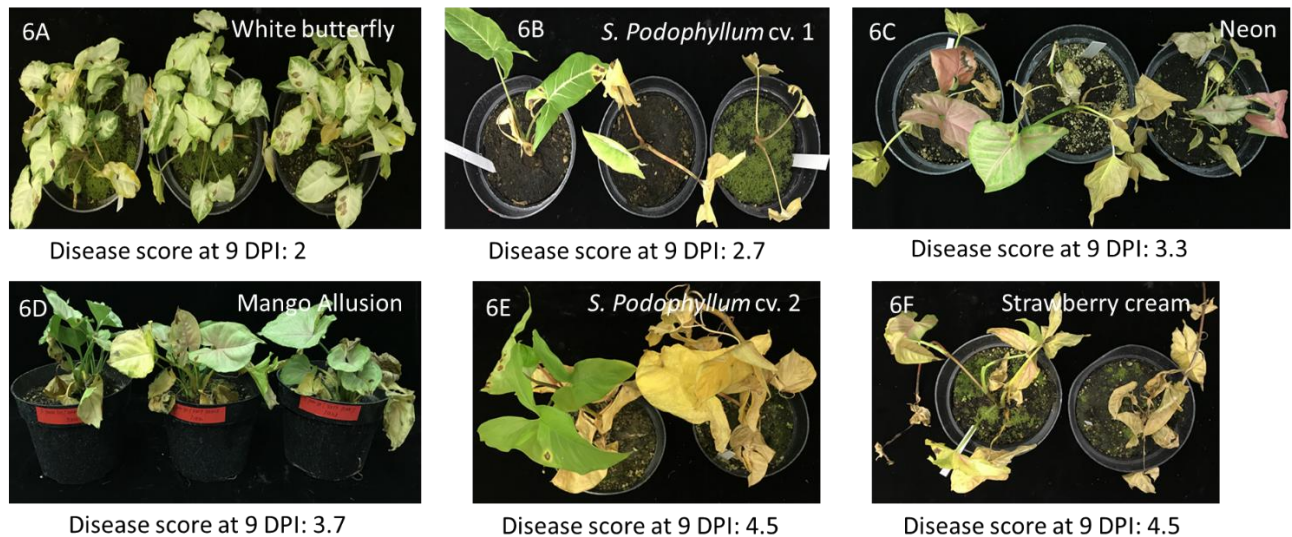 6A White butterfly
6B S. Podophyllum cv. 1
6C Neon
Disease score at 9 DPI: 2
Disease score at 9 DPI: 2.7
Disease score at 9 DPI: 3.3
6D Mango Allusion
6E S. Podophyllum cv. 2
6F Strawberry cream
Disease score at 9 DPI: 3.7
Disease score at 9 DPI: 4.5
Disease score at 9 DPI: 4.5